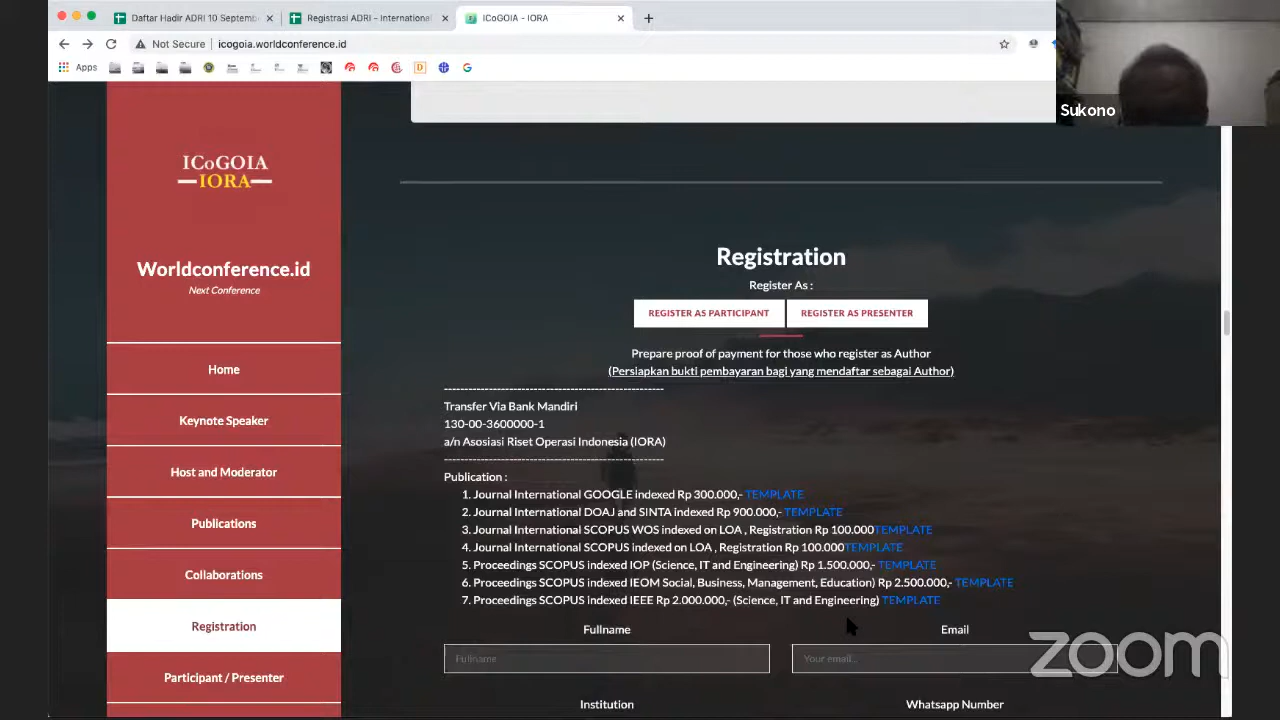 Daftar Hadir ADRI 10 Septemb
Registrasi ADRI - International
ICoGOIA - IORA
Not Secure
icogoia.worldconference.id
Apps
Sukono
ICoGOIA
IORA
Worldconference.id
Next Conference
Home
Keynote Speaker
Host and Moderator
Publications
Collaborations
Registration
Participant / Presenter
Registration
Register As :
REGISTER AS PARTICIPANT
REGISTER AS PRESENTER
Prepare proof of payment for those who register as Author
(Persiapkan bukti pembayaran bagi yang mendaftar sebagai Author)
-------------------------------------------------------
Transfer Via Bank Mandiri
130-00-3600000-1
a/n Asosiasi Riset Operasi Indonesia (IORA)
-------------------------------------------------------
Publication :
1. Journal International GOOGLE indexed Rp 300.000,- TEMPLATE
2. Journal International DOAJ and SINTA indexed Rp 900.000,- TEMPLATE
3. Journal International SCOPUS WOS indexed on LOA , Registration Rp 100.000TEMPLATE
4. Journal International SCOPUS indexed on LOA , Registration Rp 100.000TEMPLATE
5. Proceedings SCOPUS indexed IOP (Science, IT and Engineering) Rp 1.500.000,- TEMPLATE
6. Proceedings SCOPUS indexed IEOM Social, Business, Management, Education) Rp 2.500.000,- TEMPLATE
7. Proceedings SCOPUS indexed IEEE Rp 2.000.000,- (Science, IT and Engineering) TEMPLATE
Fullname
Email
Fullname
Your email...
Institution
Whatsapp Number
zoom